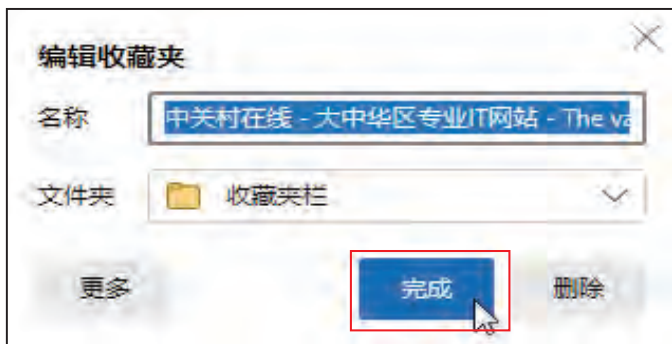 编辑收藏夹
名称 中关村在线 - 大中华区专业IT网站 - The va
文件夹 收藏夹栏
更多 完成 删除